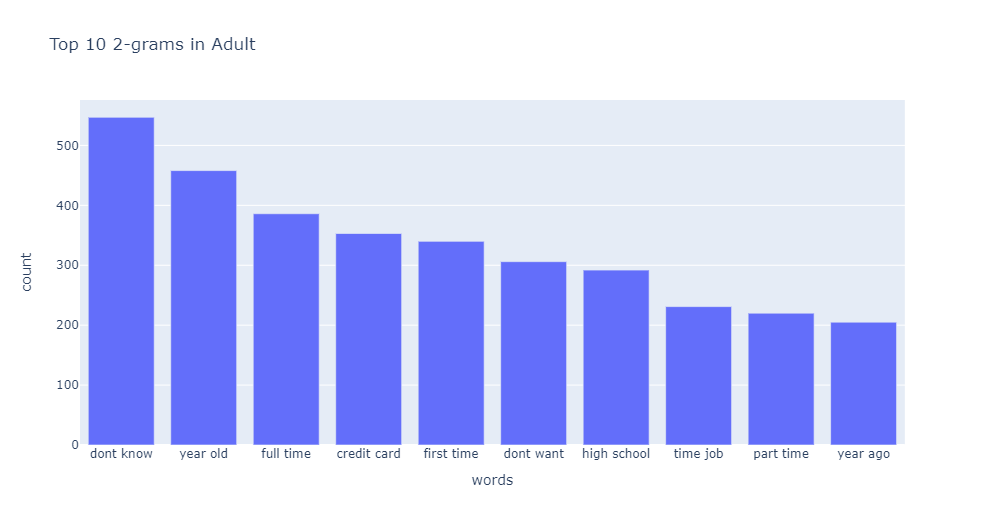 Top 10 2-grams in Adult
count
500
400
300
200
100
0
dont know year old full time credit card first time dont want high school time job part time year ago
words